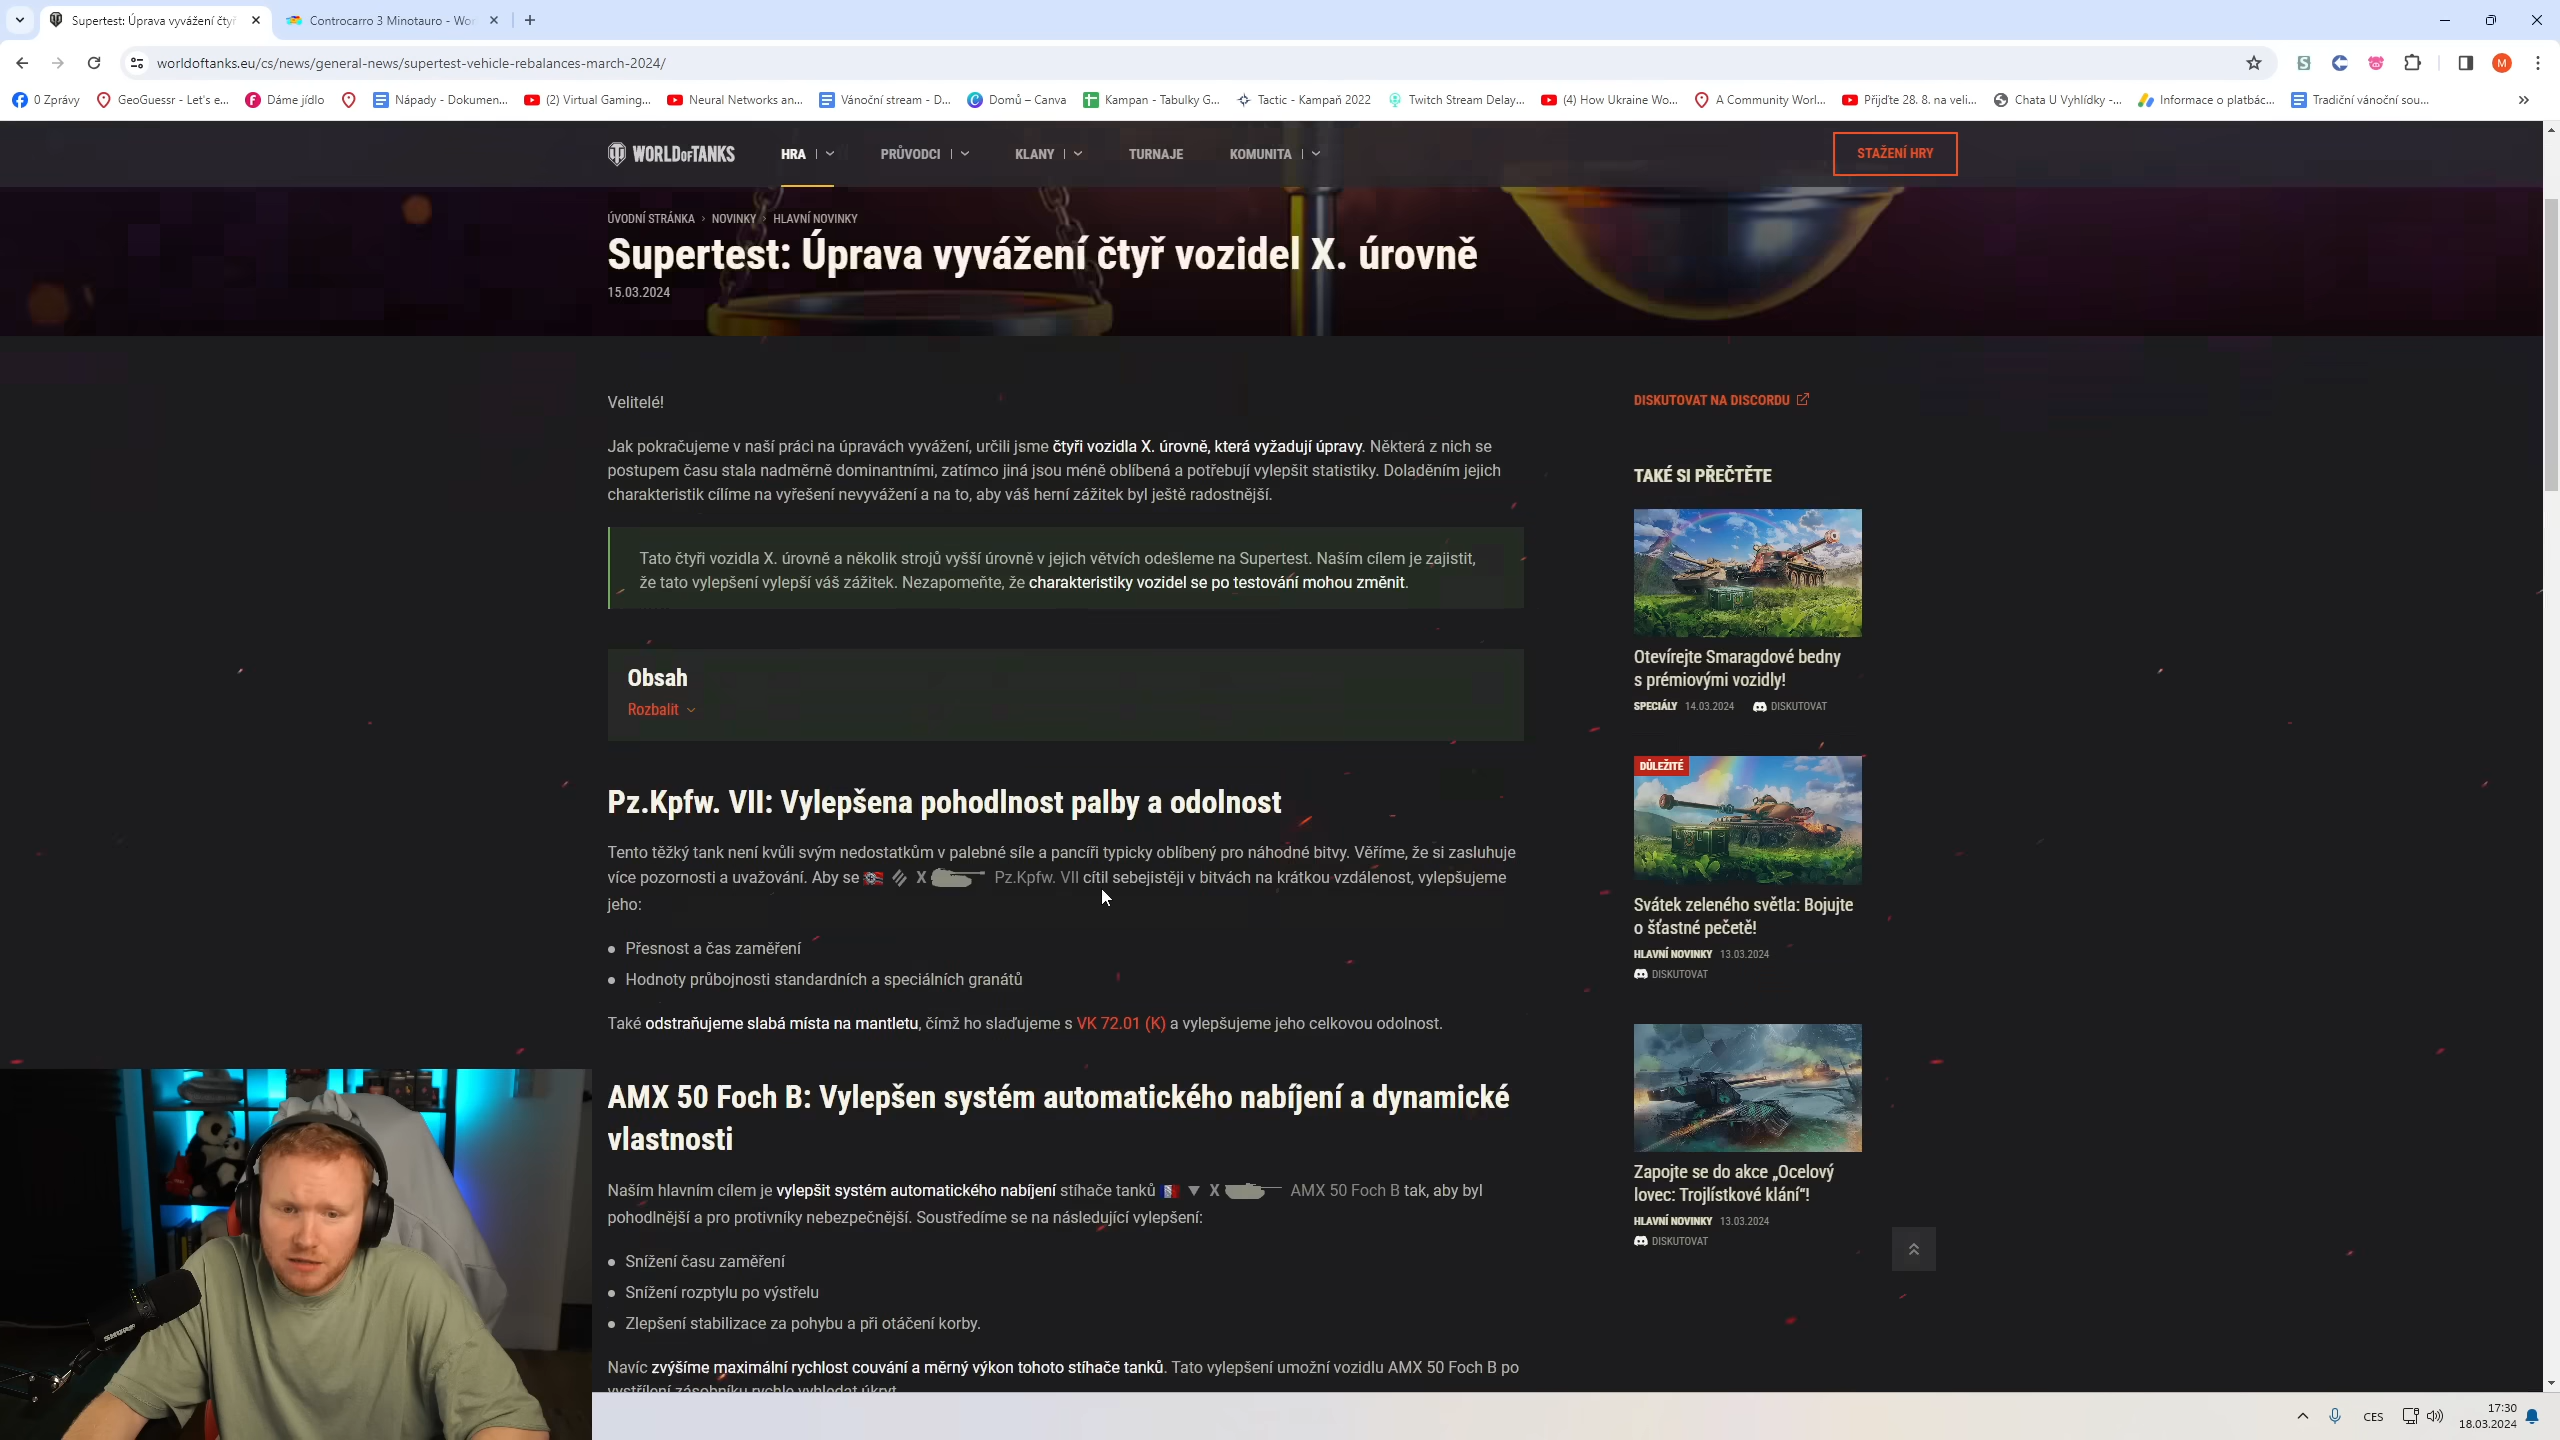 Supertest: Úprava vyvážení čtyř
Controcarro 3 Minotauro - Wor
worldoftanks.eu/cs/news/general-news/supertest-vehicle-rebalances-march-2024/
0 Zprávy
GeoGuessr - Let's e...
Dáme jídlo
Nápady - Dokumen...
(2) Virtual Gaming...
Neural Networks an...
Vánoční stream - D...
Domů – Canva
Kampan - Tabulky G...
Tactic - Kampaň 2022
Twitch Stream Delay...
(4) How Ukraine Wo...
A Community Worl...
Přijďte 28. 8. na veli...
Chata U Vyhlídky -...
Informace o platbác...
Tradiční vánoční sou...
WORLD OF TANKS
HRA
PRŮVODCI
KLANY
TURNAJE
KOMUNITA
STAŽENÍ HRY
ÚVODNÍ STRÁNKA › NOVINKY › HLAVNÍ NOVINKY
Supertest: Úprava vyvážení čtyř vozidel X. úrovně
15.03.2024
Velitelé!
Jak pokračujeme v naší práci na úpravách vyvážení, určili jsme čtyři vozidla X. úrovně, která vyžadují úpravy. Některá z nich se
postupem času stala nadměrně dominantními, zatímco jiná jsou méně oblíbená a potřebují vylepšit statistiky. Doladěním jejich
charakteristik cílíme na vyřešení nevyvážení a na to, aby váš herní zážitek byl ještě radostnější.
Tato čtyři vozidla X. úrovně a několik strojů vyšší úrovně v jejich větvích odešleme na Supertest. Naším cílem je zajistit,
že tato vylepšení vylepší váš zážitek. Nezapomeňte, že charakteristiky vozidel se po testování mohou změnit.
Obsah
Rozbalit
Pz.Kpfw. VII: Vylepšena pohodlnost palby a odolnost
Tento těžký tank není kvůli svým nedostatkům v palebné síle a pancíři typicky oblíbený pro náhodné bitvy. Věříme, že si zasluhuje
více pozornosti a uvažování. Aby se X Pz.Kpfw. VII cítil sebejistěji v bitvách na krátkou vzdálenost, vylepšujeme
jeho:
● Přesnost a čas zaměření
● Hodnoty průbojnosti standardních a speciálních granátů
Také odstraňujeme slabá místa na mantletu, čímž ho slaďujeme s VK 72.01 (K) a vylepšujeme jeho celkovou odolnost.
AMX 50 Foch B: Vylepšen systém automatického nabíjení a dynamické
vlastnosti
Naším hlavním cílem je vylepšit systém automatického nabíjení stíhače tanků X AMX 50 Foch B tak, aby byl
pohodlnější a pro protivníky nebezpečnější. Soustředíme se na následující vylepšení:
● Snížení času zaměření
● Snížení rozptylu po výstřelu
● Zlepšení stabilizace za pohybu a při otáčení korby.
Navíc zvýšíme maximální rychlost couvání a měrný výkon tohoto stíhače tanků. Tato vylepšení umožní vozidlu AMX 50 Foch B po
vystřílení zásobníku rychle vyhledat úkryt.
DISKUTOVAT NA DISCORDU
TAKÉ SI PŘEČTĚTE
Otevírejte Smaragdové bedny
s prémiovými vozidly!
SPECIÁLY 14.03.2024 DISKUTOVAT
DŮLEŽITÉ
Svátek zeleného světla: Bojujte
o šťastné pečetě!
HLAVNÍ NOVINKY 13.03.2024
DISKUTOVAT
Zapojte se do akce „Ocelový
lovec: Trojlístkové klání“!
HLAVNÍ NOVINKY 13.03.2024
DISKUTOVAT
SHURE
CES
17:30
18.03.2024